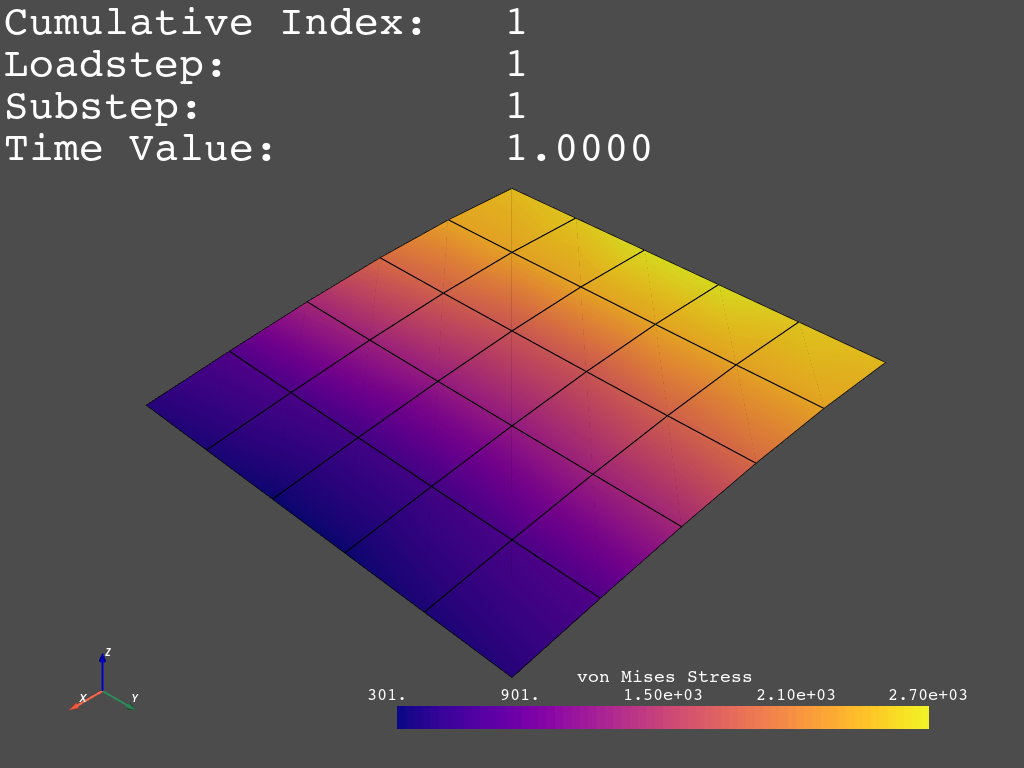 Cumulative Index: 1
Loadstep: 1
Substep: 1
Time Value: 1.0000
Z
X Y
von Mises Stress
301. 901. 1.50e+03 2.10e+03 2.70e+03